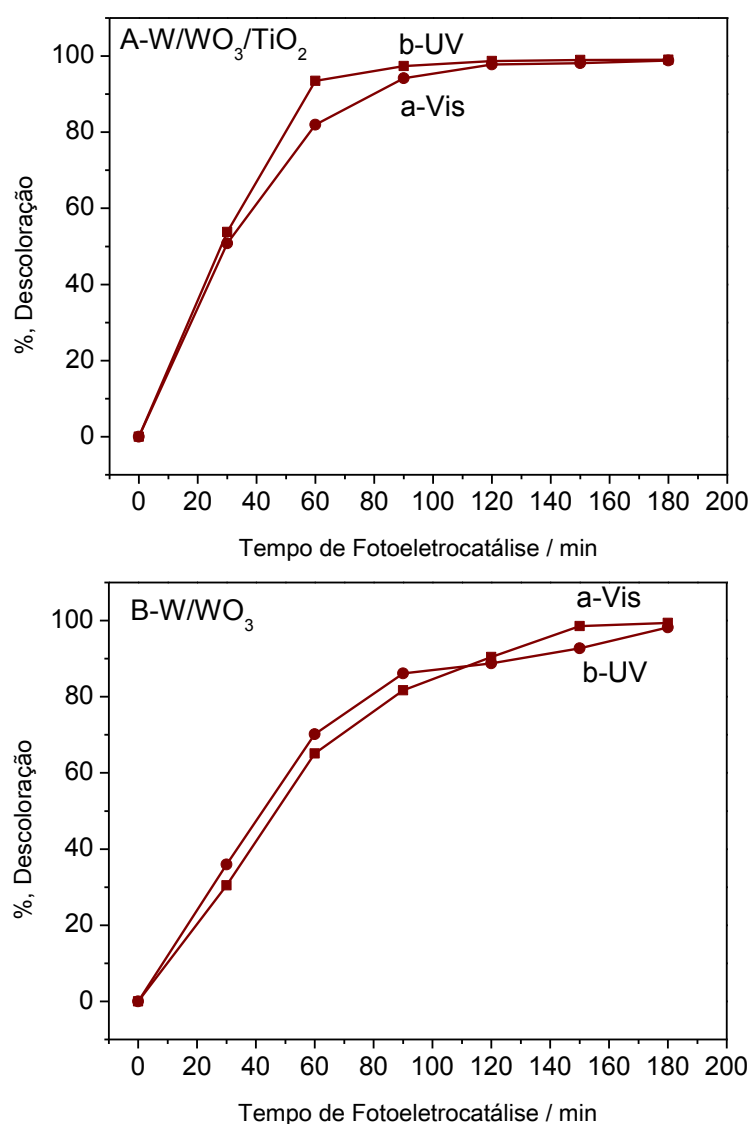 A-W/WO₃/TiO₂
b-UV
a-Vis
100
80
60
40
20
0
%, Descoloração
0 20 40 60 80 100 120 140 160 180 200
Tempo de Fotoeletrocatálise / min
B-W/WO₃
a-Vis
b-UV
100
80
60
40
20
0
%, Descoloração
0 20 40 60 80 100 120 140 160 180 200
Tempo de Fotoeletrocatálise / min